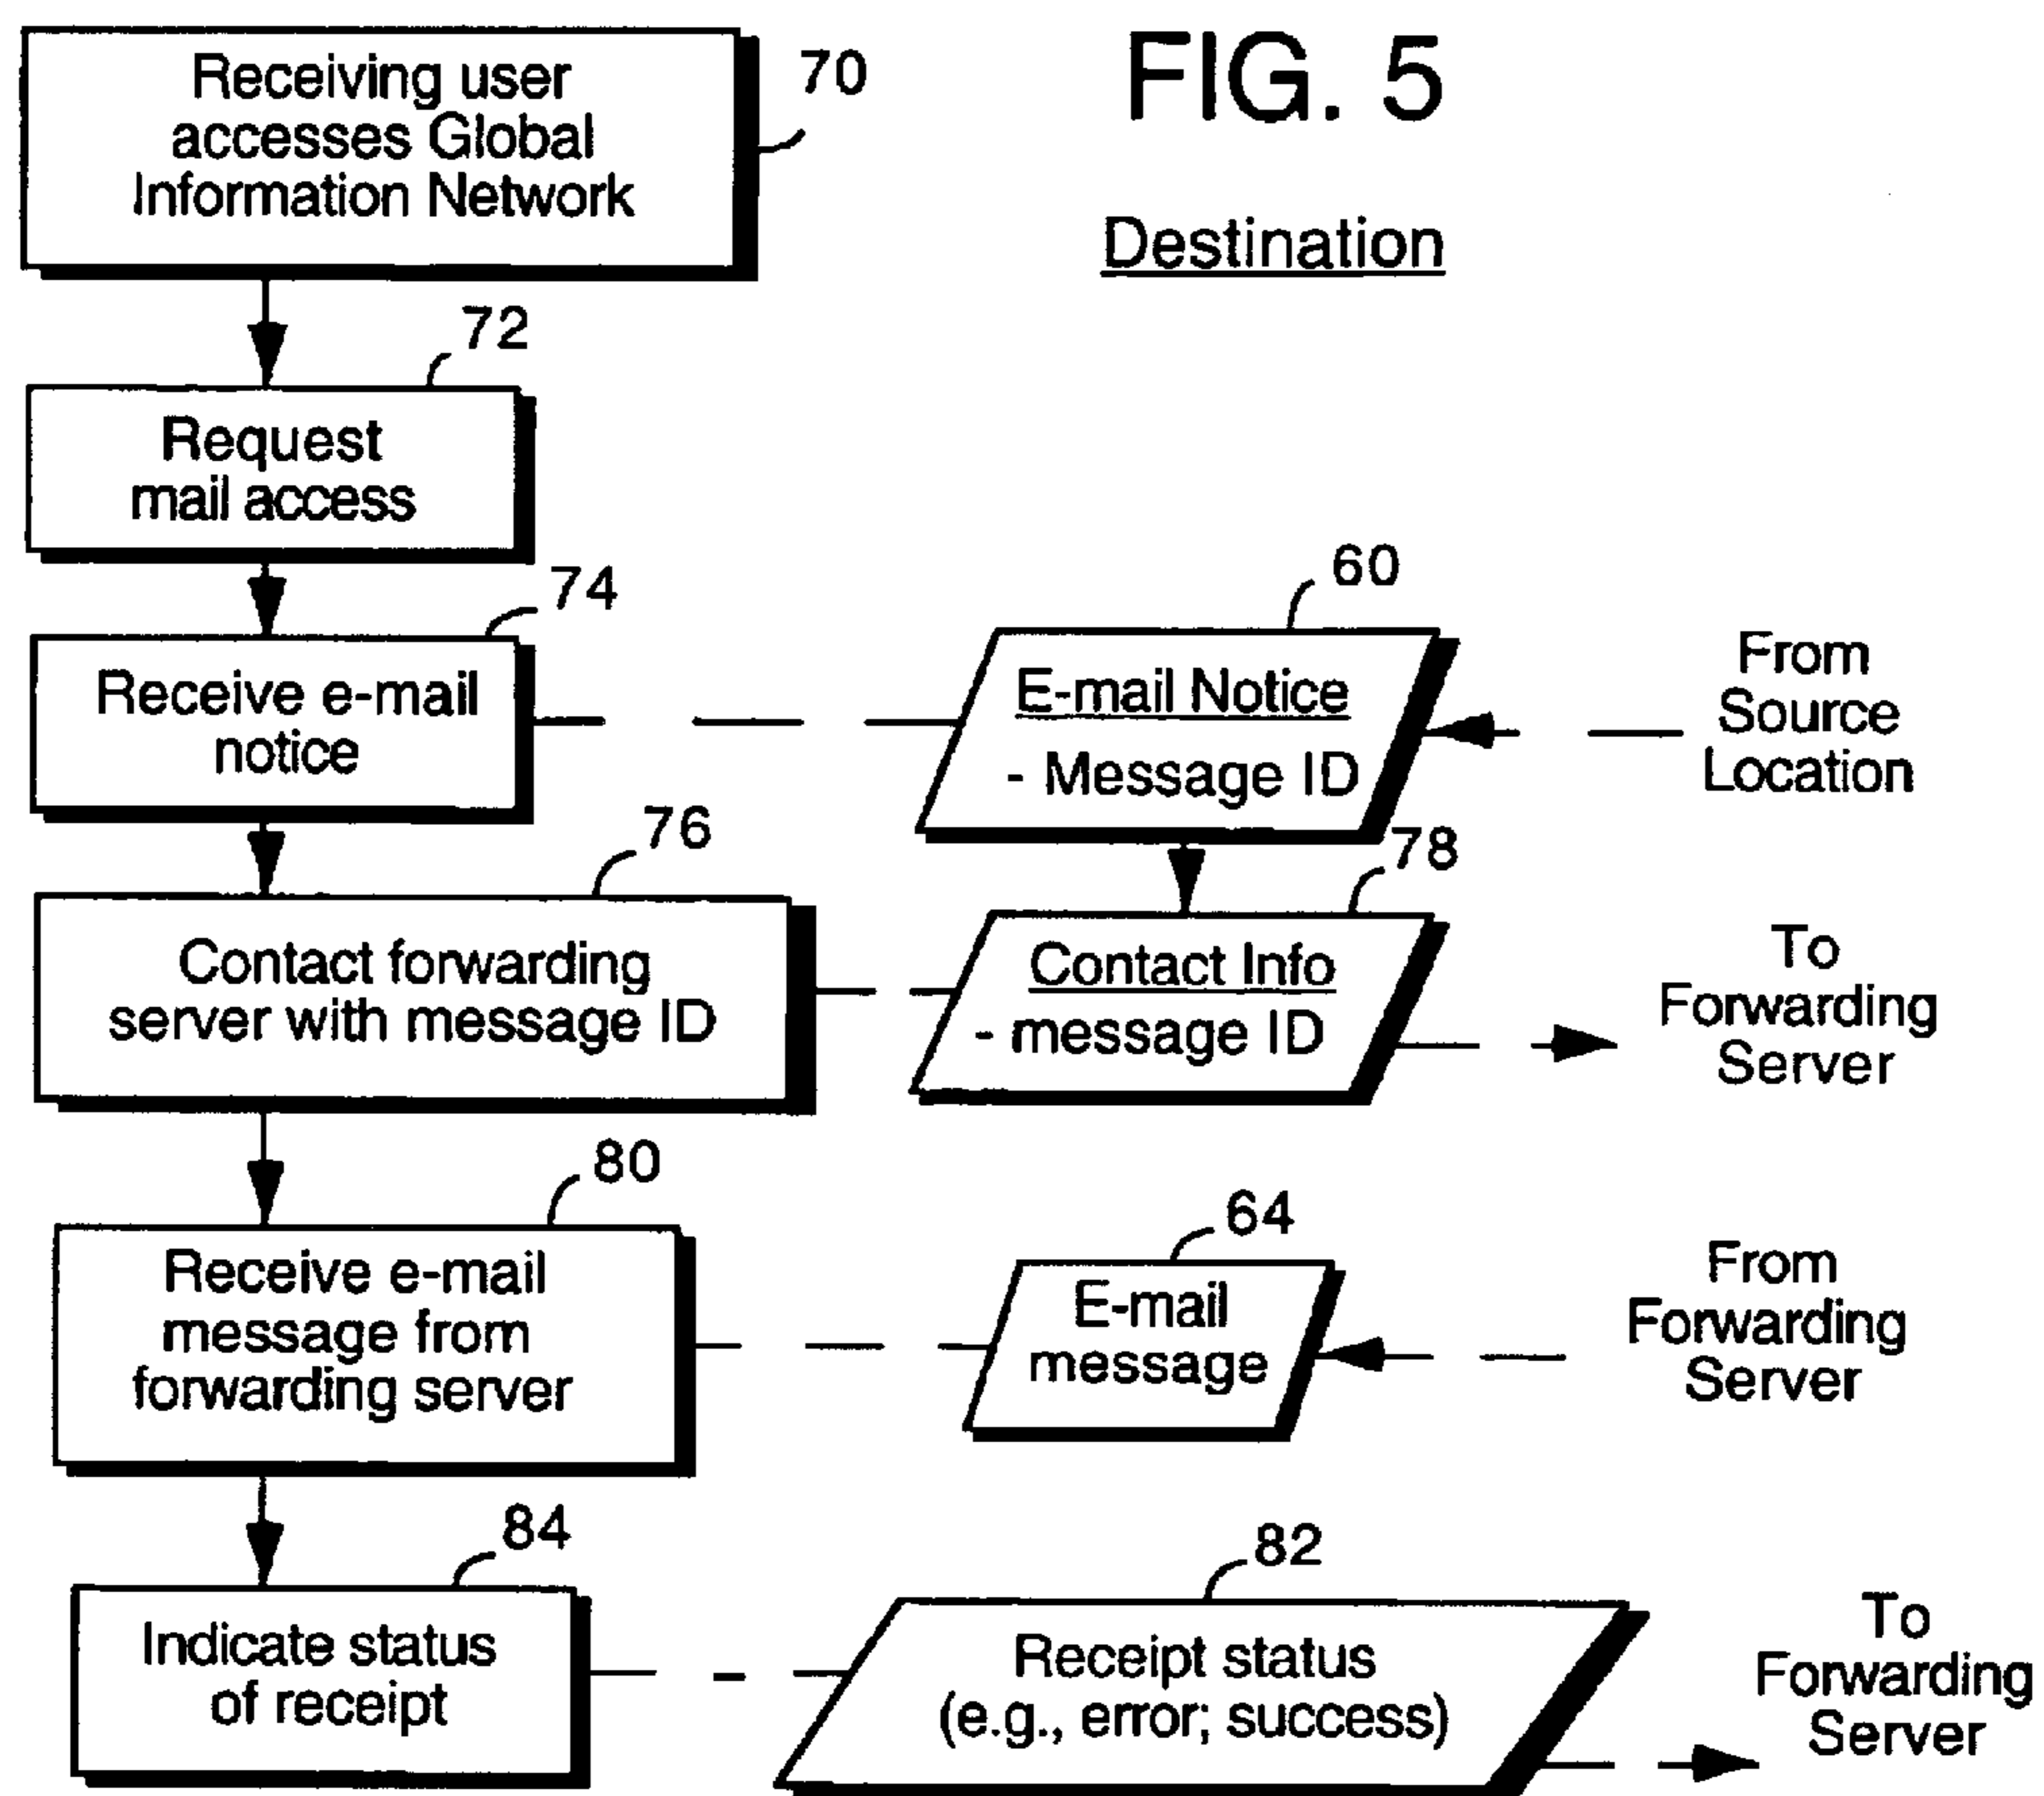 FIG. 5
Destination
Receiving user
accesses Global
Information Network
70
72
Request
mail access
74
Receive e-mail
notice
60
E-mail Notice
- Message ID
From
Source
Location
76
Contact forwarding
server with message ID
78
Contact Info
- message ID
To
Forwarding
Server
80
Receive e-mail
message from
forwarding server
64
E-mail
message
From
Forwarding
Server
84
Indicate status
of receipt
82
Receipt status
(e.g., error; success)
To
Forwarding
Server